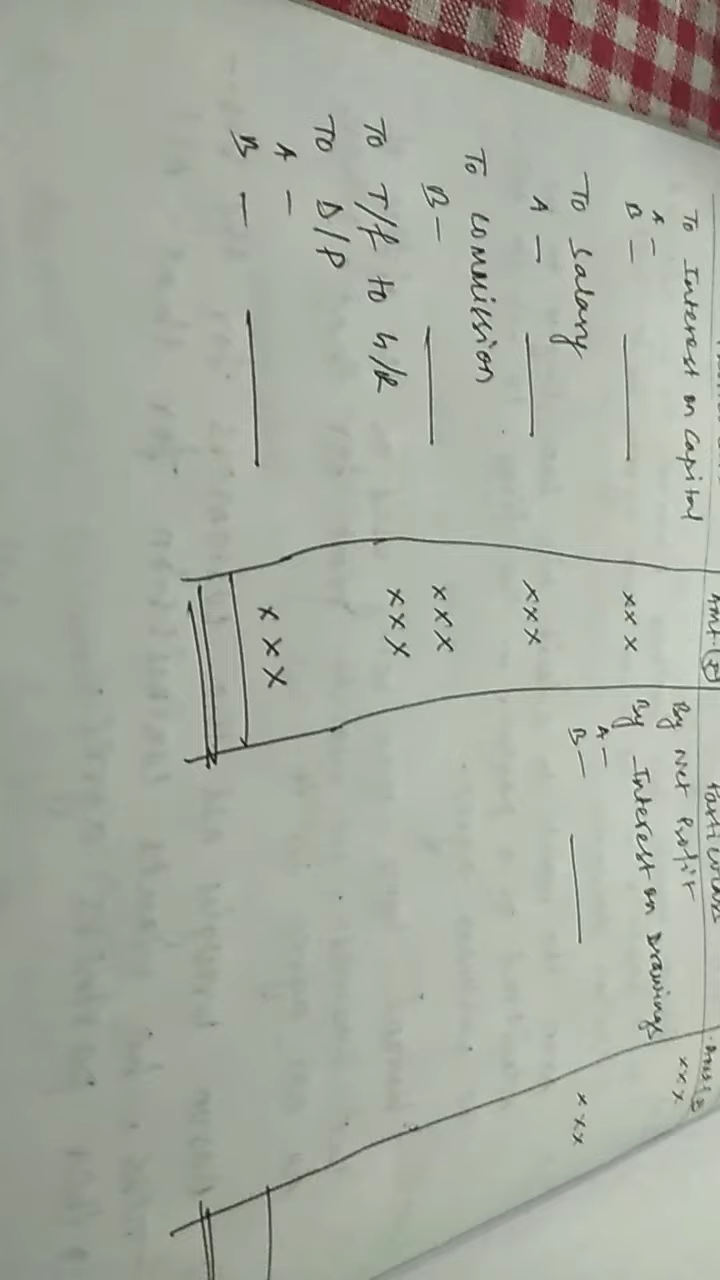 Amt (₹)
Particulars
To Interest on Capital
A -
B - xxx
To Salary
A - xxx
To commission
B - xxx
To T/f to G/R xxx
To D/P
A -
B - xxx
By Net Profit xxx
By Interest on Drawings
A -
B - xxx